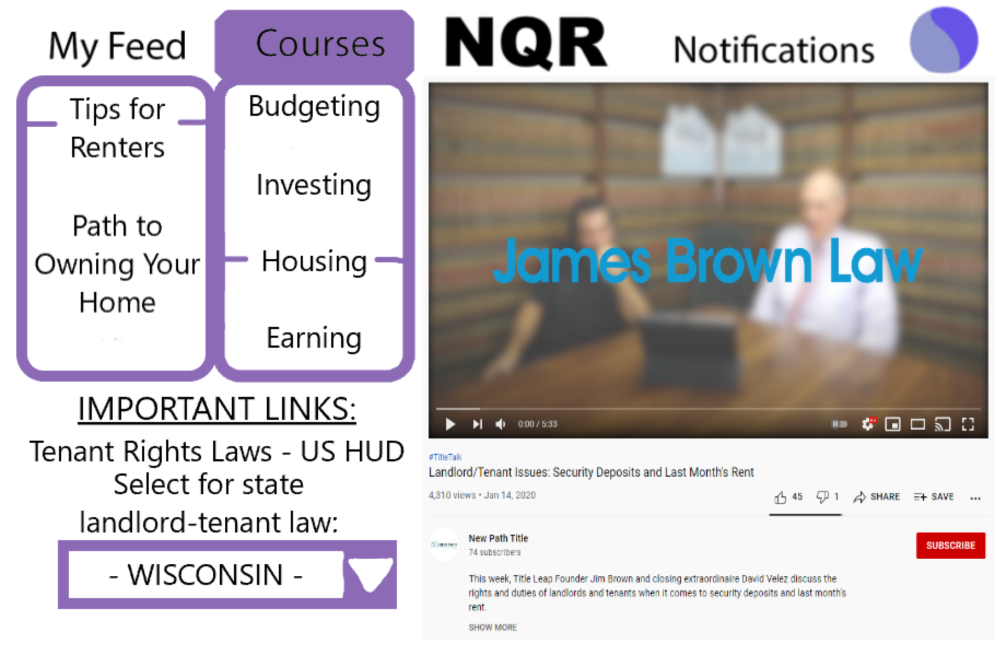 My Feed
Courses
NQR
Notifications
Tips for
Renters
Path to
Owning Your
Home
Budgeting
Investing
Housing
Earning
IMPORTANT LINKS:
Tenant Rights Laws - US HUD
Select for state
landlord-tenant law:
- WISCONSIN -
James Brown Law
0:00 / 5:33
HD
#TitleTalk
Landlord/Tenant Issues: Security Deposits and Last Month's Rent
4,310 views • Jan 14, 2020
45
1
SHARE
SAVE
...
New Path Title
74 subscribers
SUBSCRIBE
This week, Title Leap Founder Jim Brown and closing extraordinaire David Velez discuss the
rights and duties of landlords and tenants when it comes to security deposits and last month's
rent.
SHOW MORE